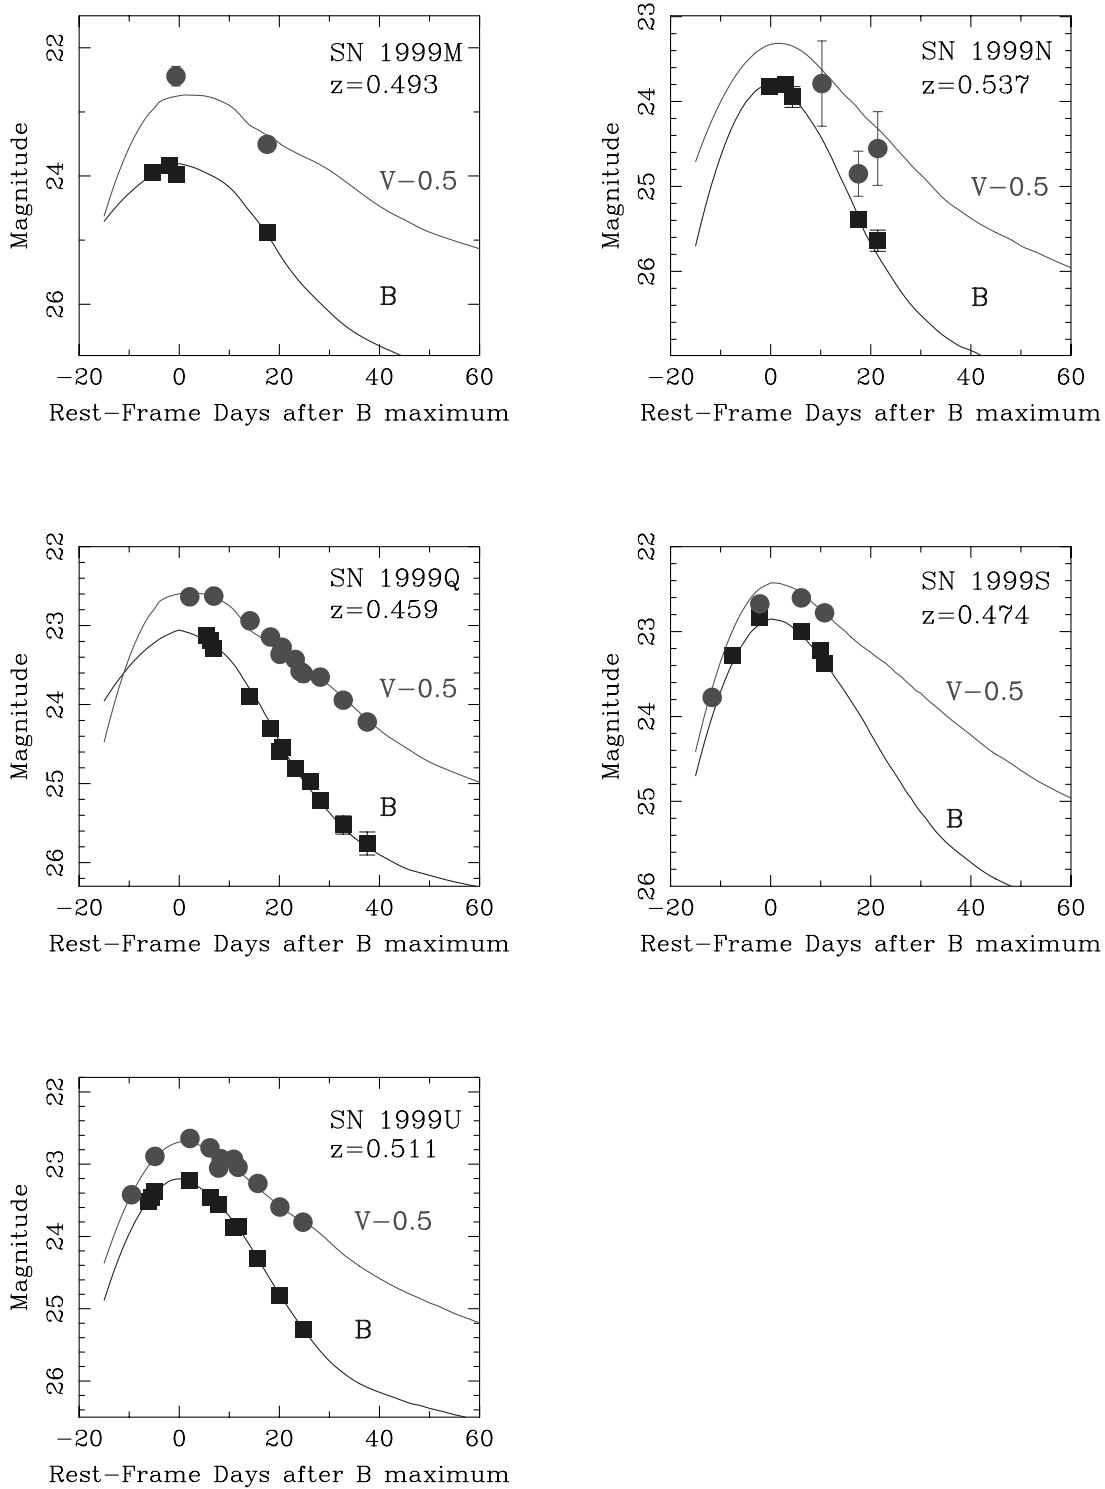 SN 1999M
z=0.493
22
24
26
Magnitude
V-0.5
B
-20 0 20 40 60
Rest-Frame Days after B maximum
SN 1999N
z=0.537
23
24
25
26
Magnitude
V-0.5
B
-20 0 20 40 60
Rest-Frame Days after B maximum
SN 1999Q
z=0.459
22
23
24
25
26
Magnitude
V-0.5
B
-20 0 20 40 60
Rest-Frame Days after B maximum
SN 1999S
z=0.474
22
23
24
25
26
Magnitude
V-0.5
B
-20 0 20 40 60
Rest-Frame Days after B maximum
SN 1999U
z=0.511
22
23
24
25
26
Magnitude
V-0.5
B
-20 0 20 40 60
Rest-Frame Days after B maximum